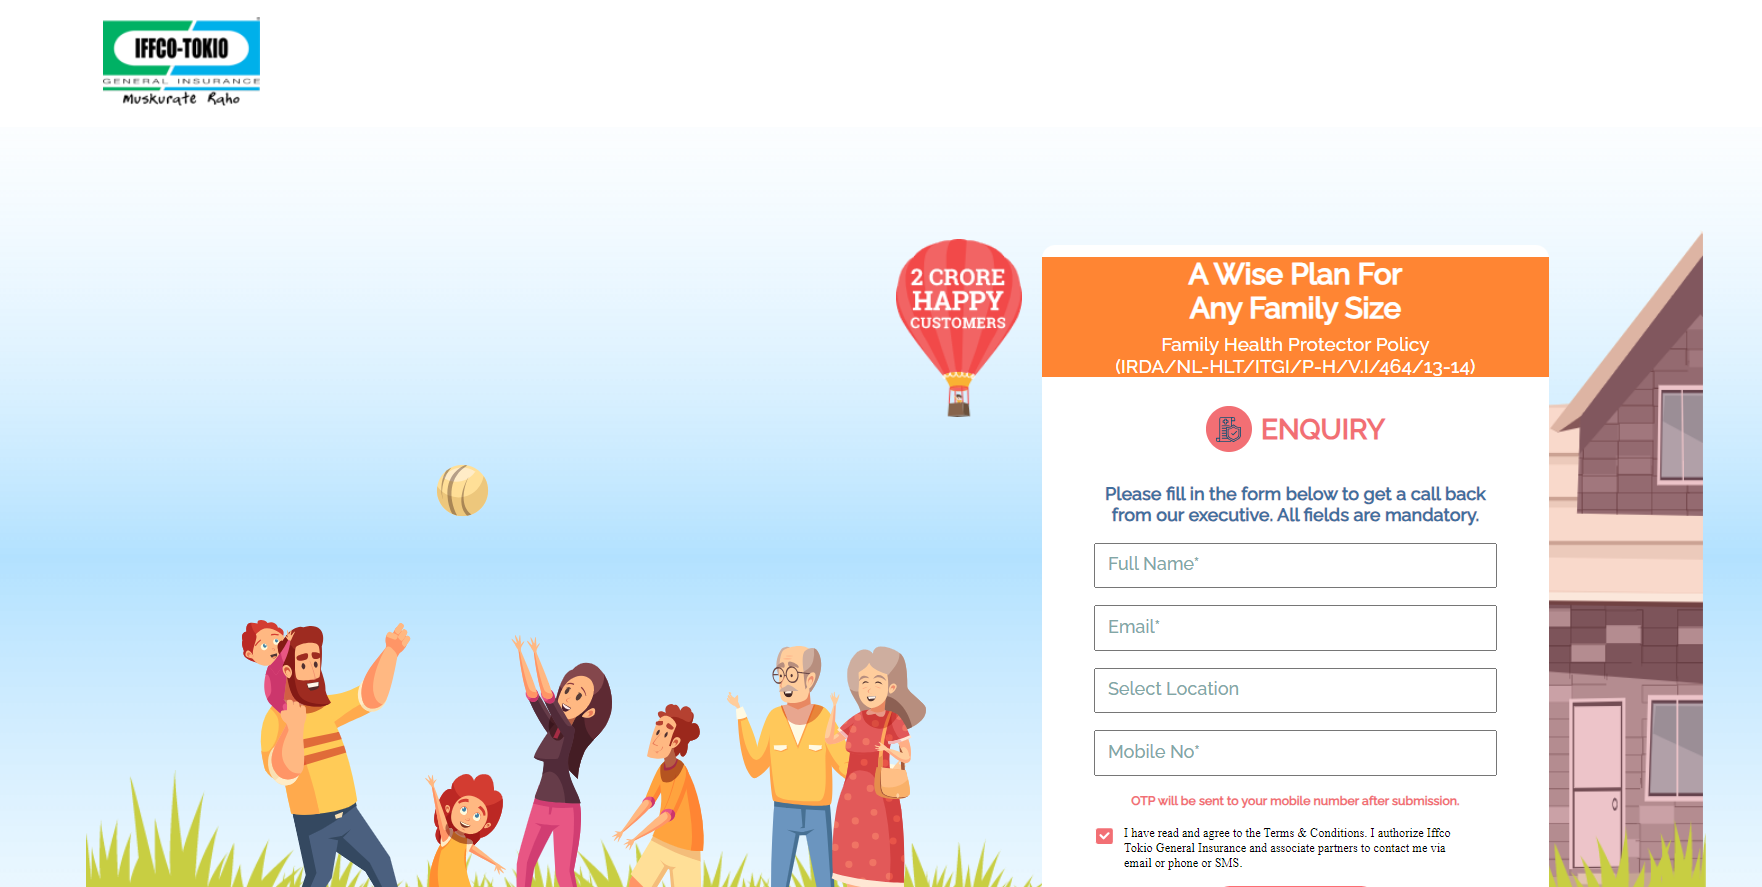 IFFCO-TOKIO
GENERAL INSURANCE
Muskurate Raho
2 CRORE
HAPPY
CUSTOMERS
A Wise Plan For
Any Family Size
Family Health Protector Policy
(IRDA/NL-HLT/ITGI/P-H/V.I/464/13-14)
ENQUIRY
Please fill in the form below to get a call back
from our executive. All fields are mandatory.
Full Name*
Email*
Select Location
Mobile No*
OTP will be sent to your mobile number after submission.
I have read and agree to the Terms & Conditions. I authorize Iffco
Tokio General Insurance and associate partners to contact me via
email or phone or SMS.